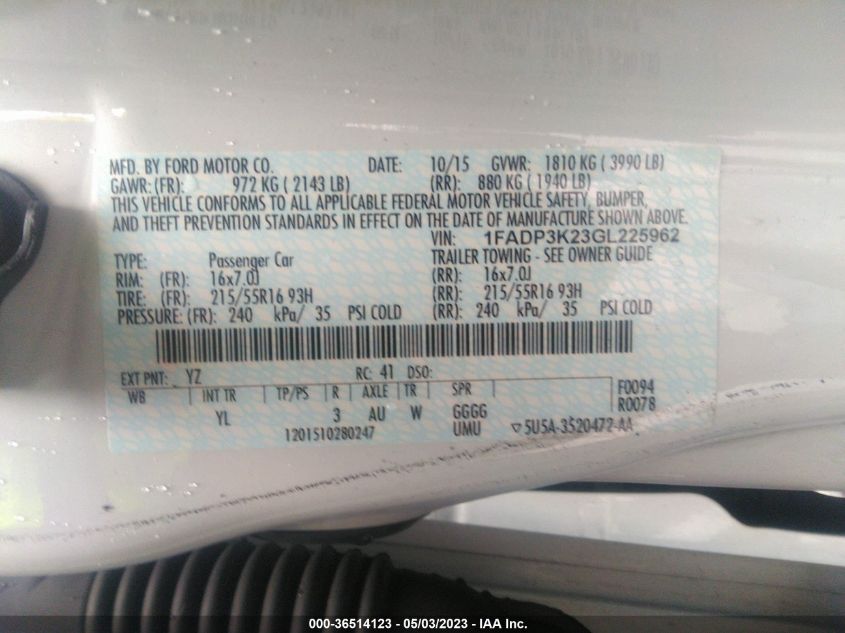 MFD. BY FORD MOTOR CO. DATE: 10/15 GVWR: 1810 KG ( 3990 LB)
GAWR: (FR): 972 KG ( 2143 LB) (RR): 880 KG ( 1940 LB)
THIS VEHICLE CONFORMS TO ALL APPLICABLE FEDERAL MOTOR VEHICLE SAFETY, BUMPER,
AND THEFT PREVENTION STANDARDS IN EFFECT ON THE DATE OF MANUFACTURE SHOWN ABOVE.
VIN: 1FADP3K23GL225962
TYPE: Passenger Car TRAILER TOWING - SEE OWNER GUIDE
RIM: (FR): 16x7.0J (RR): 16x7.0J
TIRE: (FR): 215/55R16 93H (RR): 215/55R16 93H
PRESSURE: (FR): 240 kPa/ 35 PSI COLD (RR): 240 kPa/ 35 PSI COLD
EXT PNT: YZ RC: 41 DSO:
WB INT TR TP/PS R AXLE TR SPR F0094
YL 3 AU W GGGG R0078
1201510280247 UMU ▽5U5A-3520472-AA
000-36514123 - 05/03/2023 - IAA Inc.